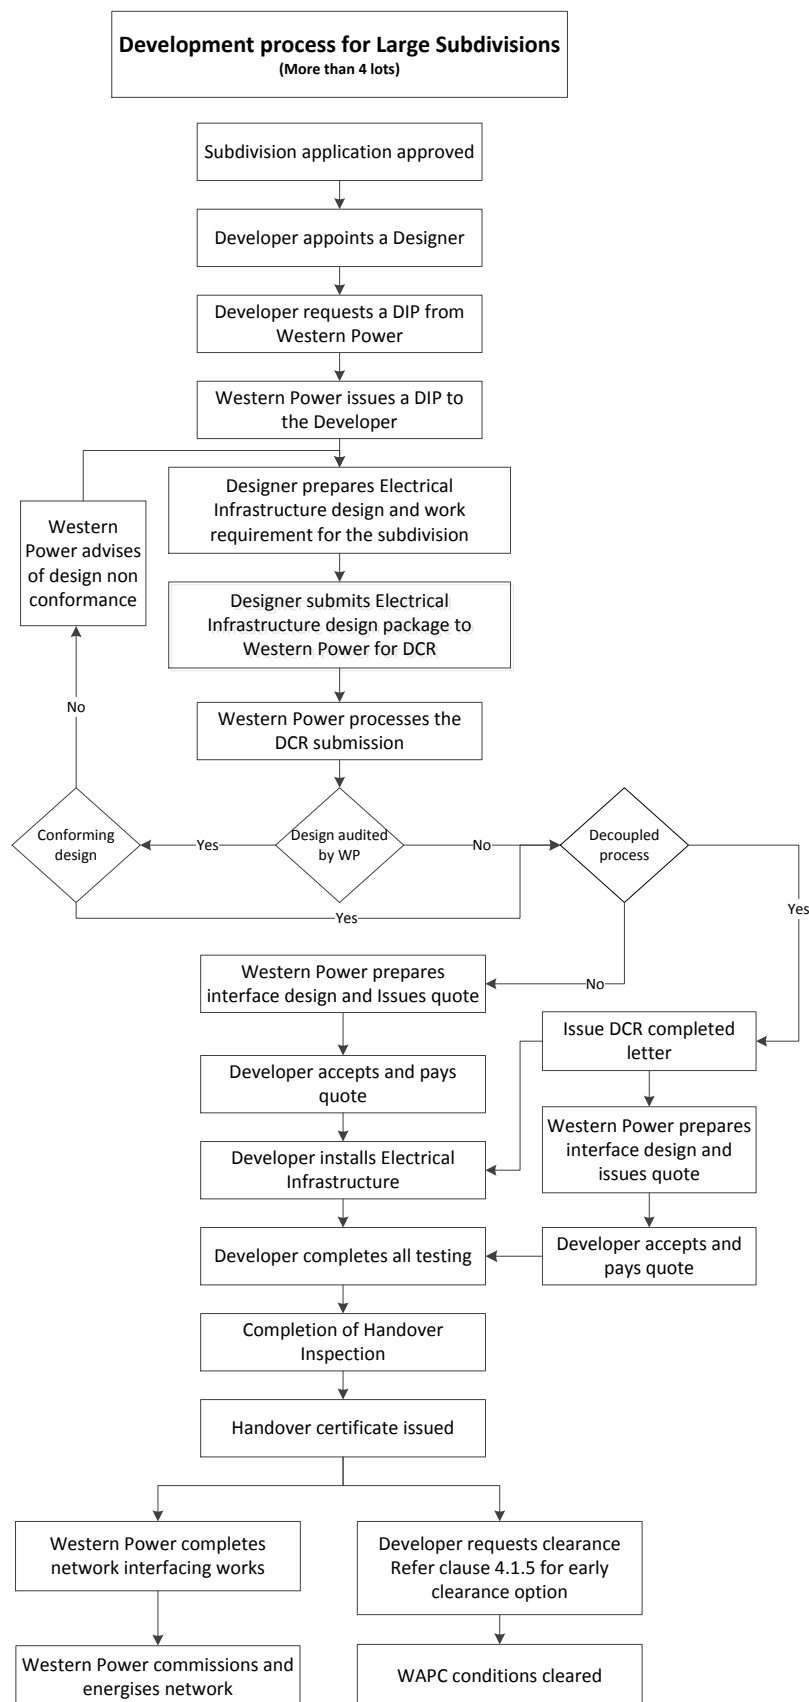 Development process for Large Subdivisions
(More than 4 lots)
Subdivision application approved
Developer appoints a Designer
Developer requests a DIP from
Western Power
Western Power issues a DIP to
the Developer
Designer prepares Electrical
Infrastructure design and work
requirement for the subdivision
Western
Power advises
of design non
conformance
Designer submits Electrical
Infrastructure design package to
Western Power for DCR
No
Western Power processes the
DCR submission
Conforming
design
Yes
Design audited
by WP
No
Decoupled
process
Yes
Yes
Western Power prepares
interface design and Issues quote
No
Issue DCR completed
letter
Developer accepts and pays
quote
Western Power prepares
interface design and
issues quote
Developer installs Electrical
Infrastructure
Developer completes all testing
Developer accepts and
pays quote
Completion of Handover
Inspection
Handover certificate issued
Western Power completes
network interfacing works
Developer requests clearance
Refer clause 4.1.5 for early
clearance option
Western Power commissions and
energises network
WAPC conditions cleared